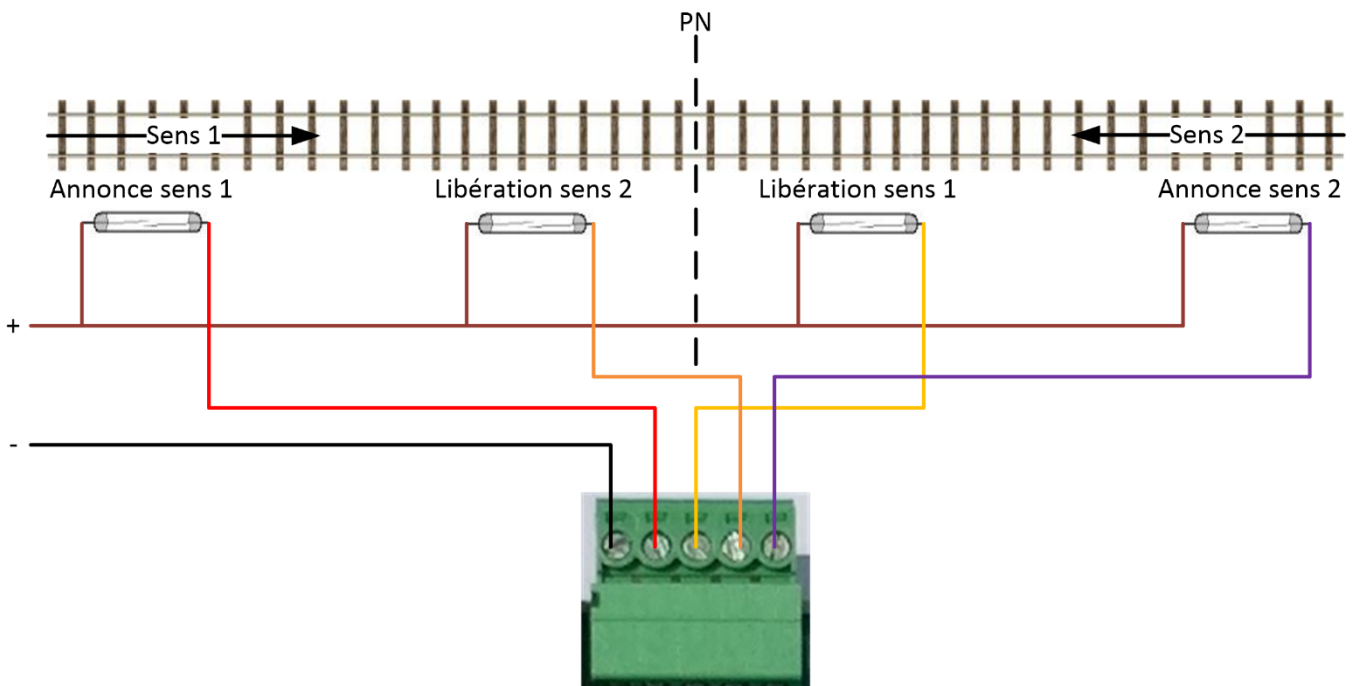 PN
Sens 1
Sens 2
Annonce sens 1
Libération sens 2
Libération sens 1
Annonce sens 2
+
-